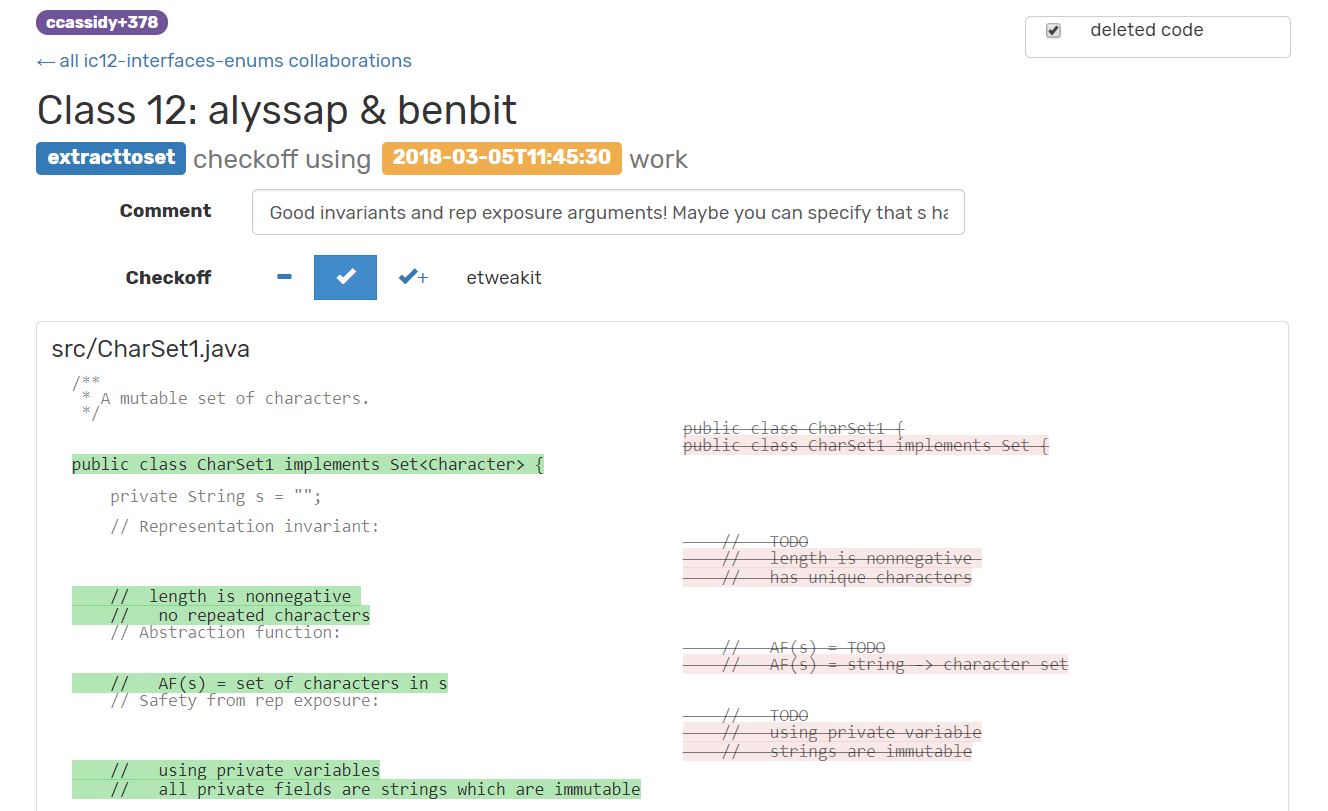 ccassidy+378
deleted code
← all ic12-interfaces-enums collaborations
Class 12: alyssap & benbit
extracttoset checkoff using 2018-03-05T11:45:30 work
Comment Good invariants and rep exposure arguments! Maybe you can specify that s ha
Checkoff − ✔ ✔+ etweakit
src/CharSet1.java
/**
* A mutable set of characters.
*/
public class CharSet1 {
public class CharSet1 implements Set {
public class CharSet1 implements Set<Character> {
private String s = "";
// Representation invariant:
// TODO
// length is nonnegative
// has unique characters
// length is nonnegative
// no repeated characters
// Abstraction function:
// AF(s) = TODO
// AF(s) = string -> character set
// AF(s) = set of characters in s
// Safety from rep exposure:
// TODO
// using private variable
// strings are immutable
// using private variables
// all private fields are strings which are immutable